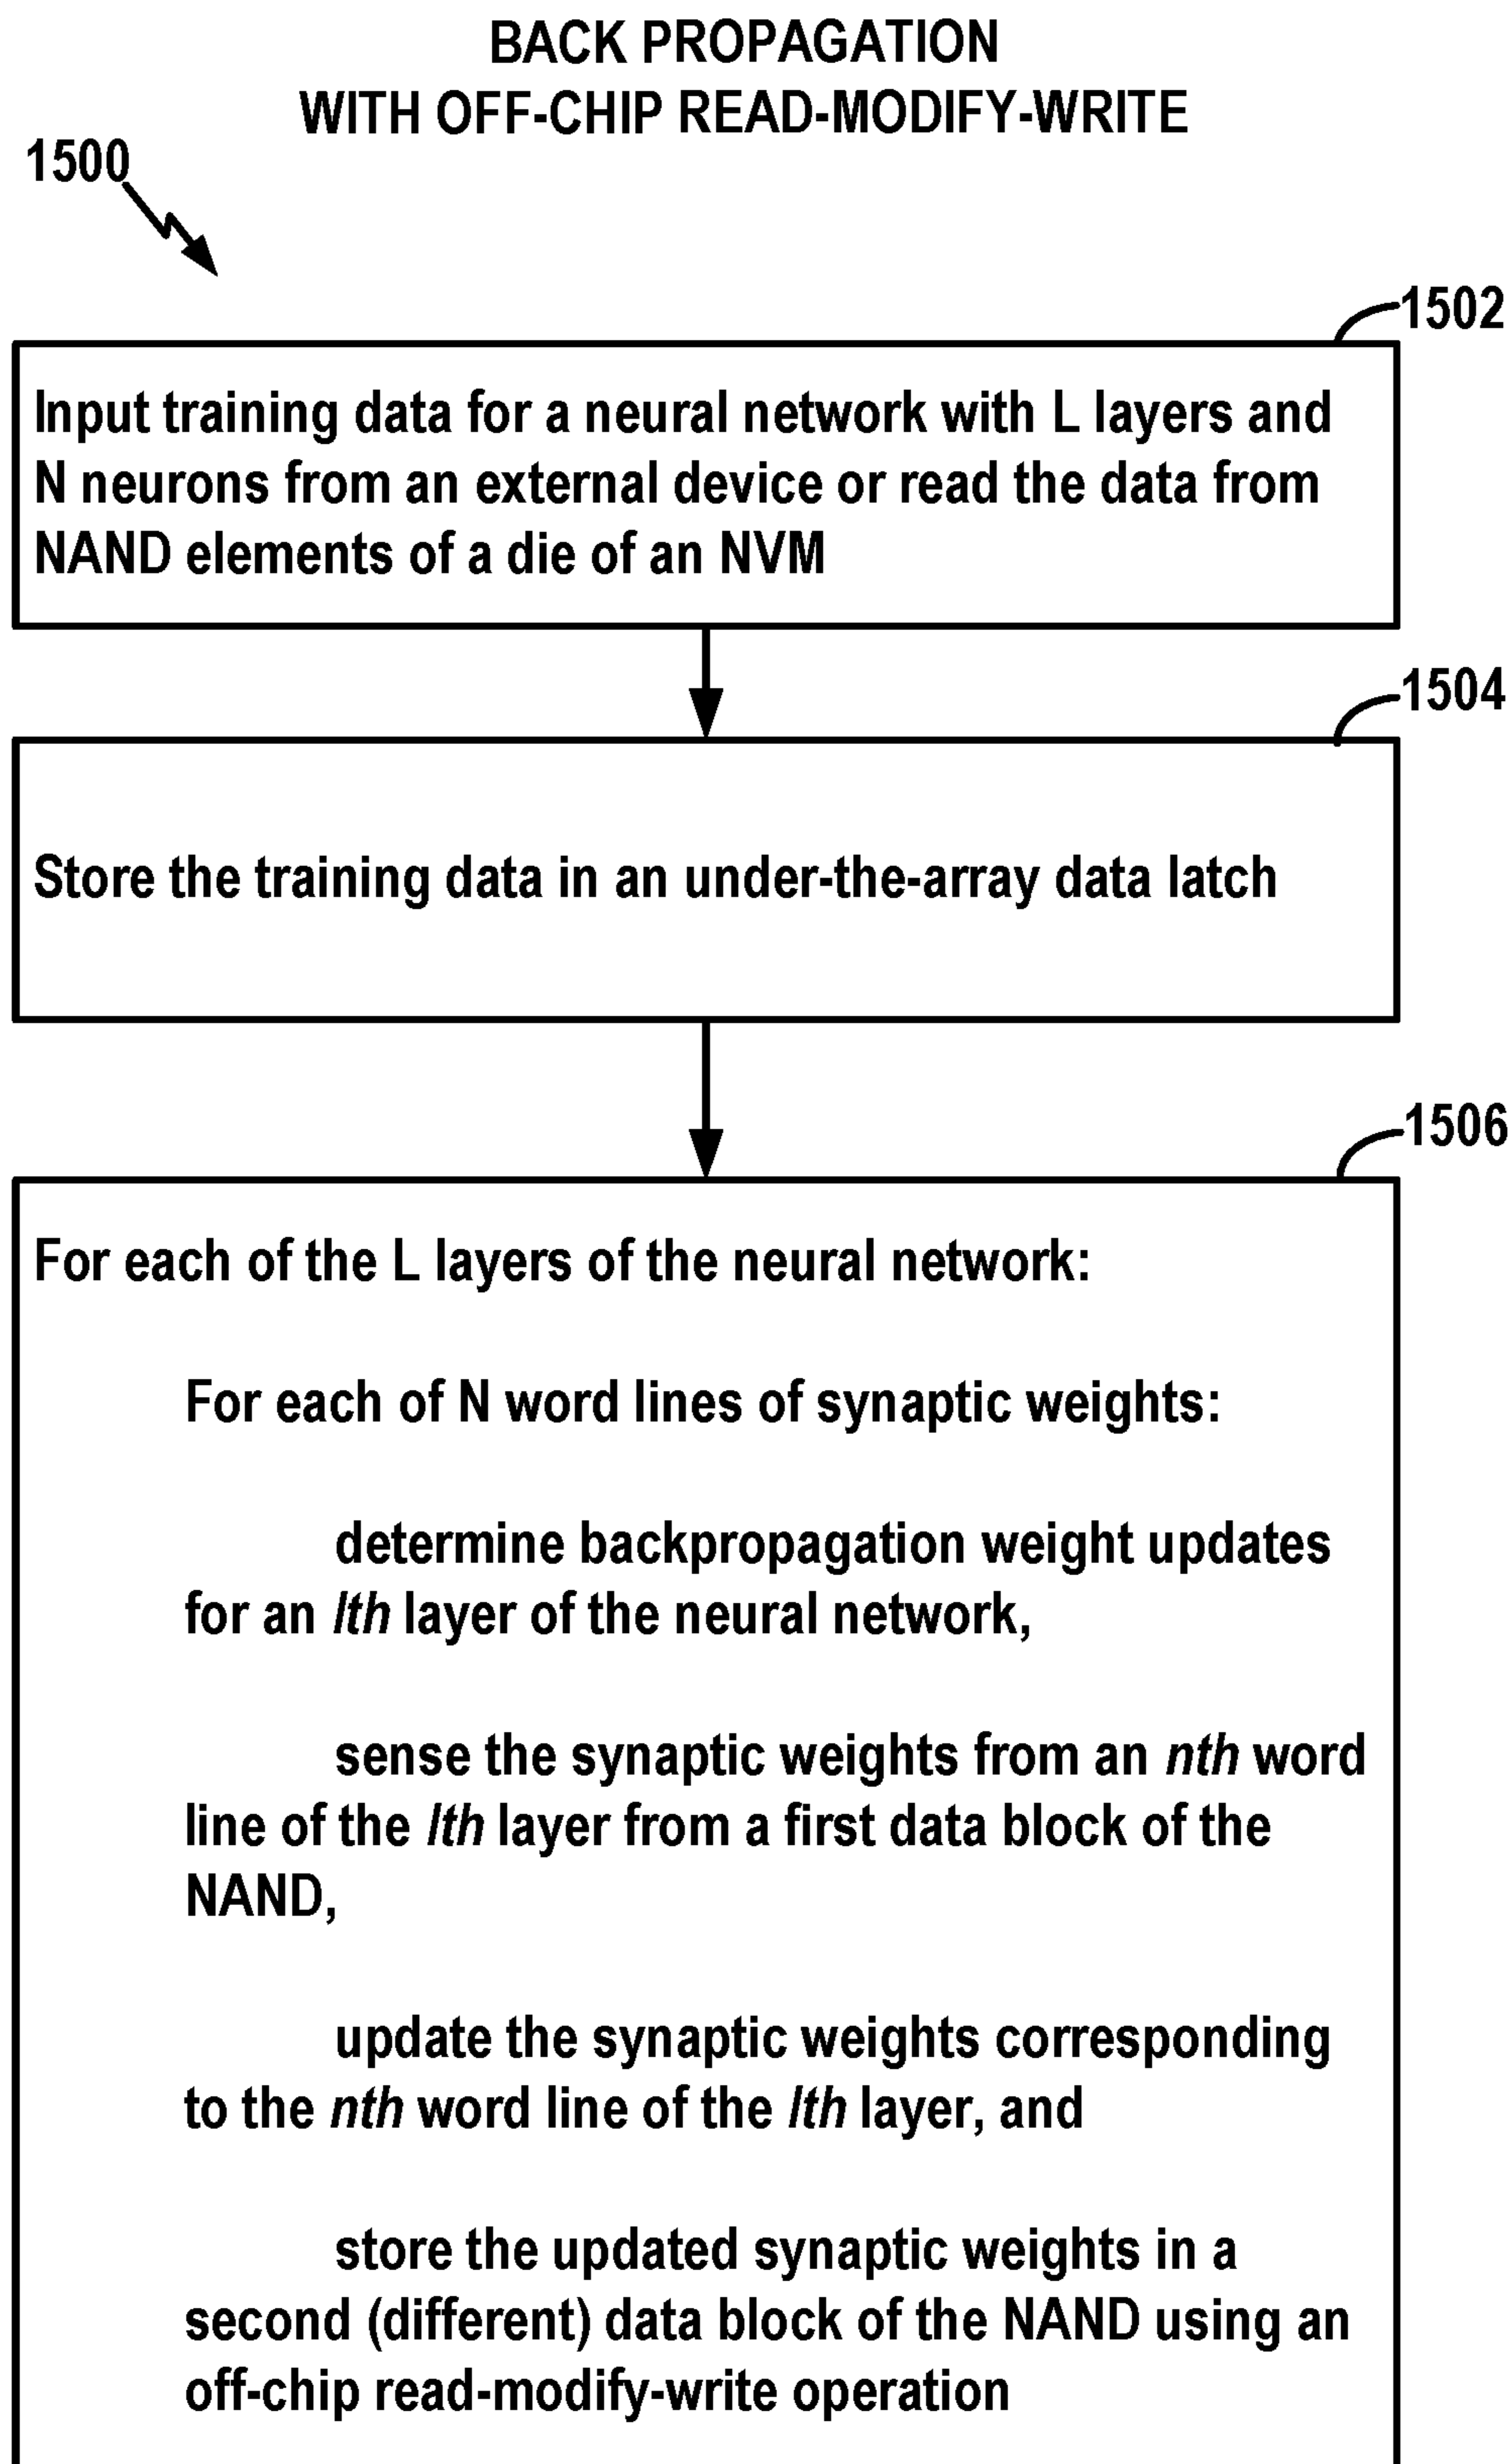 BACK PROPAGATION
WITH OFF-CHIP READ-MODIFY-WRITE
1500
1502
Input training data for a neural network with L layers and
N neurons from an external device or read the data from
NAND elements of a die of an NVM
1504
Store the training data in an under-the-array data latch
1506
For each of the L layers of the neural network:
For each of N word lines of synaptic weights:
determine backpropagation weight updates
for an lth layer of the neural network,
sense the synaptic weights from an nth word
line of the lth layer from a first data block of the
NAND,
update the synaptic weights corresponding
to the nth word line of the lth layer, and
store the updated synaptic weights in a
second (different) data block of the NAND using an
off-chip read-modify-write operation